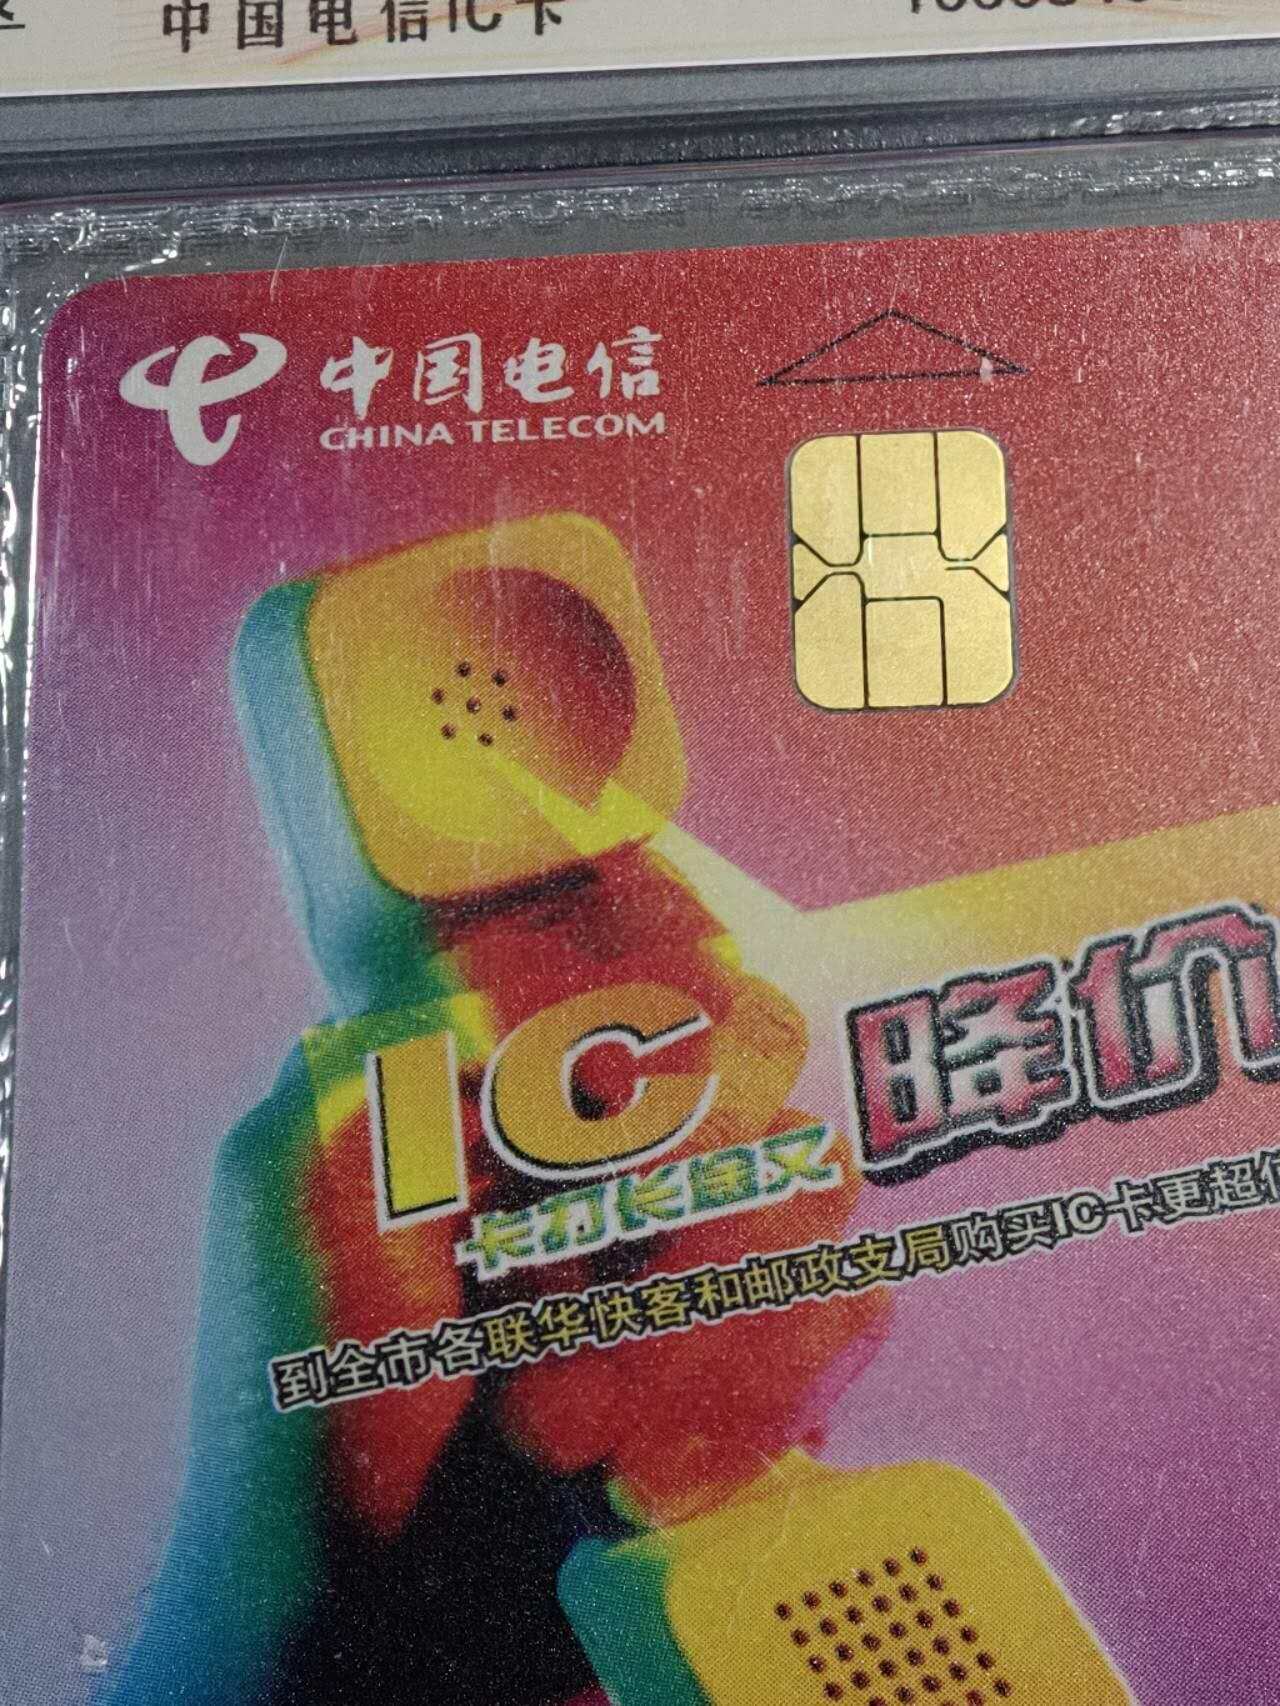 中国电信IC卡
中国电信
CHINA TELECOM
IC
卡打长途又
降价
到全市各联华快客和邮政支局购买IC卡更超